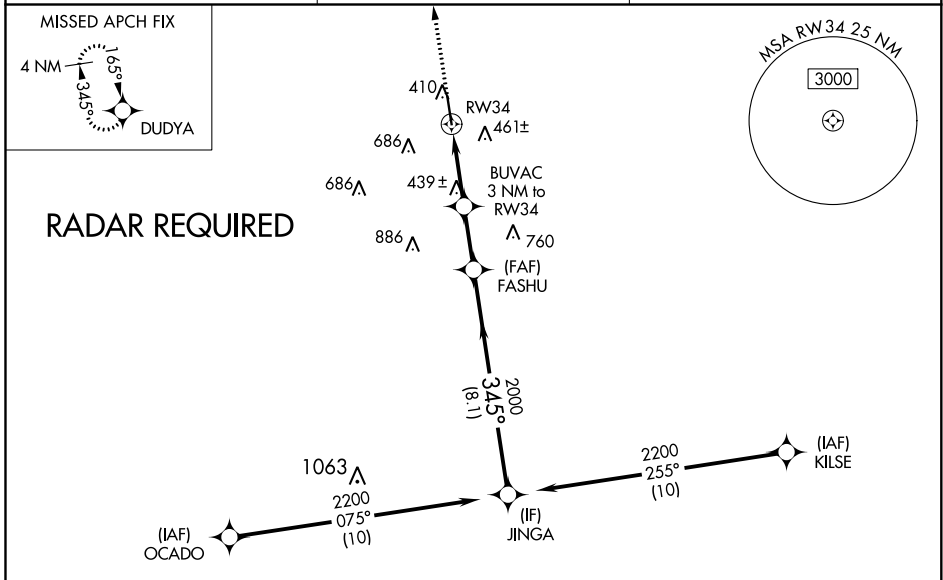 MISSED APCH FIX
4 NM
165°
345°
DUDYA
MSA RW34 25 NM
3000
410
RW34
461±
686
BUVAC
3 NM to
RW34
686
439±
RADAR REQUIRED
886
760
(FAF)
FASHU
2000
345°
(8.1)
1063
2200
255°
(10)
(IAF)
KILSE
2200
075°
(10)
(IF)
JINGA
(IAF)
OCADO